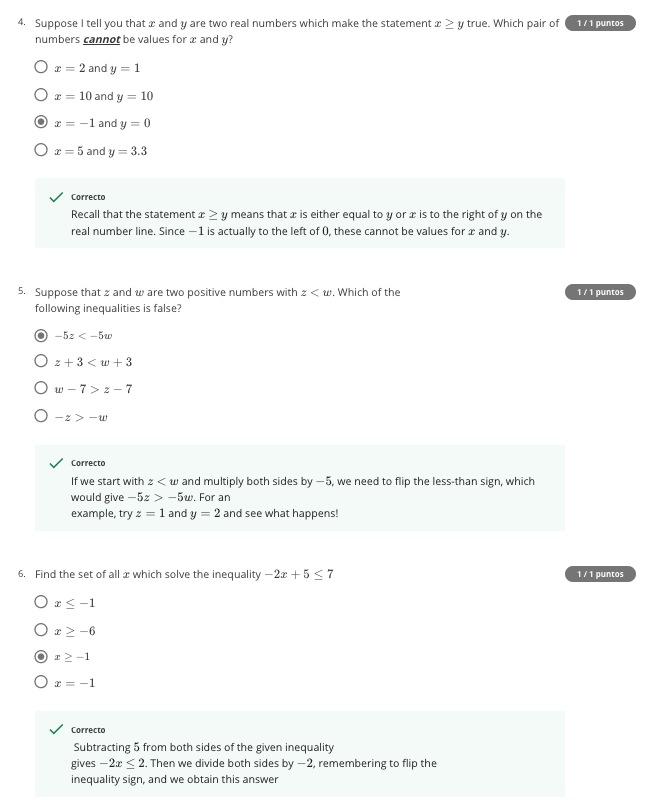 4. Suppose I tell you that x and y are two real numbers which make the statement x ≥ y true. Which pair of 1 / 1 puntos
numbers cannot be values for x and y?
x = 2 and y = 1
x = 10 and y = 10
x = −1 and y = 0
x = 5 and y = 3.3
Correcto
Recall that the statement x ≥ y means that x is either equal to y or x is to the right of y on the
real number line. Since −1 is actually to the left of 0, these cannot be values for x and y.
5. Suppose that z and w are two positive numbers with z < w. Which of the 1 / 1 puntos
following inequalities is false?
−5z < −5w
z + 3 < w + 3
w − 7 > z − 7
−z > −w
Correcto
If we start with z < w and multiply both sides by −5, we need to flip the less-than sign, which
would give −5z > −5w. For an
example, try z = 1 and y = 2 and see what happens!
6. Find the set of all x which solve the inequality −2x + 5 ≤ 7 1 / 1 puntos
x ≤ −1
x ≥ −6
x ≥ −1
x = −1
Correcto
Subtracting 5 from both sides of the given inequality
gives −2x ≤ 2. Then we divide both sides by −2, remembering to flip the
inequality sign, and we obtain this answer